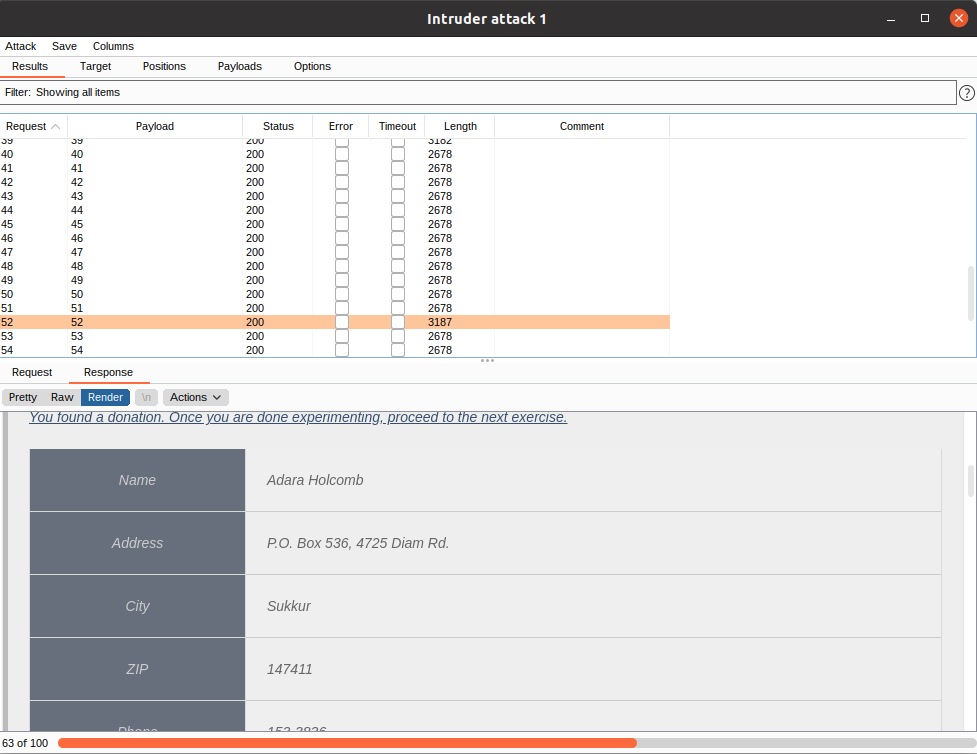 Intruder attack 1
Attack Save Columns
Results Target Positions Payloads Options
Filter: Showing all items
?
Request Payload Status Error Timeout Length Comment
39 39 200 3182
40 40 200 2678
41 41 200 2678
42 42 200 2678
43 43 200 2678
44 44 200 2678
45 45 200 2678
46 46 200 2678
47 47 200 2678
48 48 200 2678
49 49 200 2678
50 50 200 2678
51 51 200 2678
52 52 200 3187
53 53 200 2678
54 54 200 2678
Request Response
Pretty Raw Render \n Actions
You found a donation. Once you are done experimenting, proceed to the next exercise.
Name Adara Holcomb
Address P.O. Box 536, 4725 Diam Rd.
City Sukkur
ZIP 147411
Phone
63 of 100